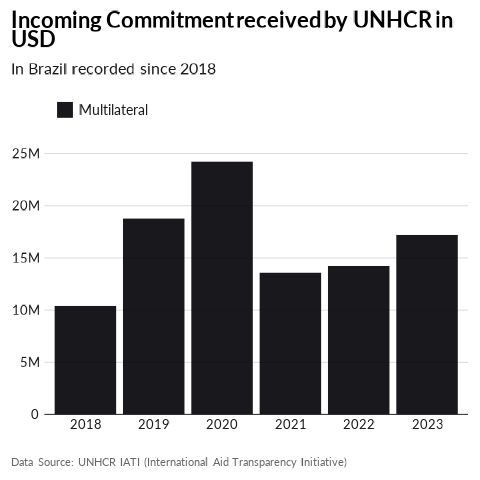 Incoming Commitment received by UNHCR in
USD
In Brazil recorded since 2018
Multilateral
25M
20M
15M
10M
5M
0
2018 2019 2020 2021 2022 2023
Data Source: UNHCR IATI (International Aid Transparency Initiative)